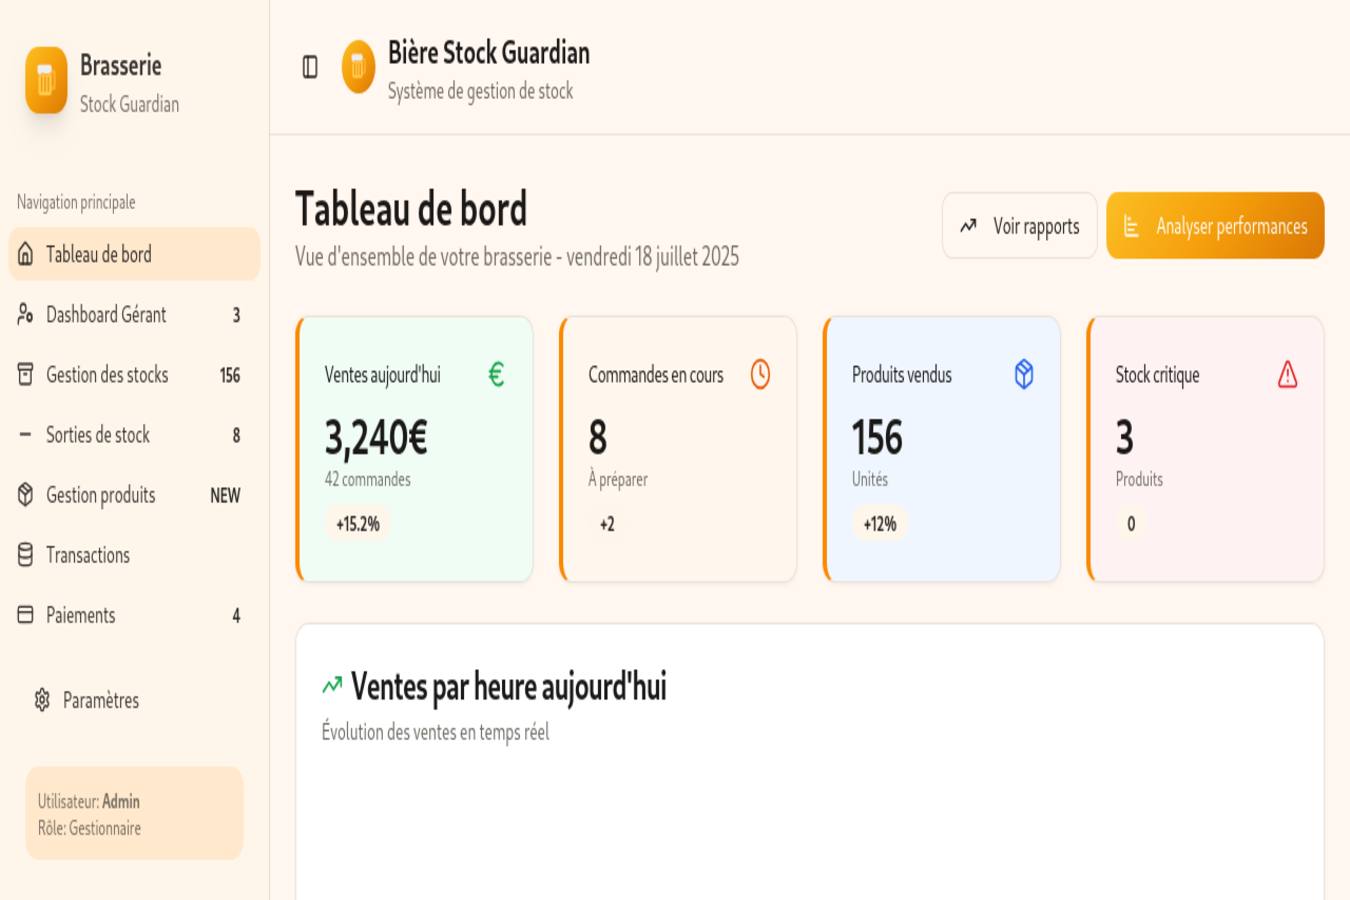 Brasserie
Stock Guardian
Navigation principale
Tableau de bord
Dashboard Gérant 3
Gestion des stocks 156
Sorties de stock 8
Gestion produits NEW
Transactions
Paiements 4
Paramètres
Utilisateur: Admin
Rôle: Gestionnaire
Bière Stock Guardian
Système de gestion de stock
Tableau de bord
Vue d'ensemble de votre brasserie - vendredi 18 juillet 2025
Voir rapports
Analyser performances
Ventes aujourd'hui
3,240€
42 commandes
+15.2%
Commandes en cours
8
À préparer
+2
Produits vendus
156
Unités
+12%
Stock critique
3
Produits
0
Ventes par heure aujourd'hui
Évolution des ventes en temps réel